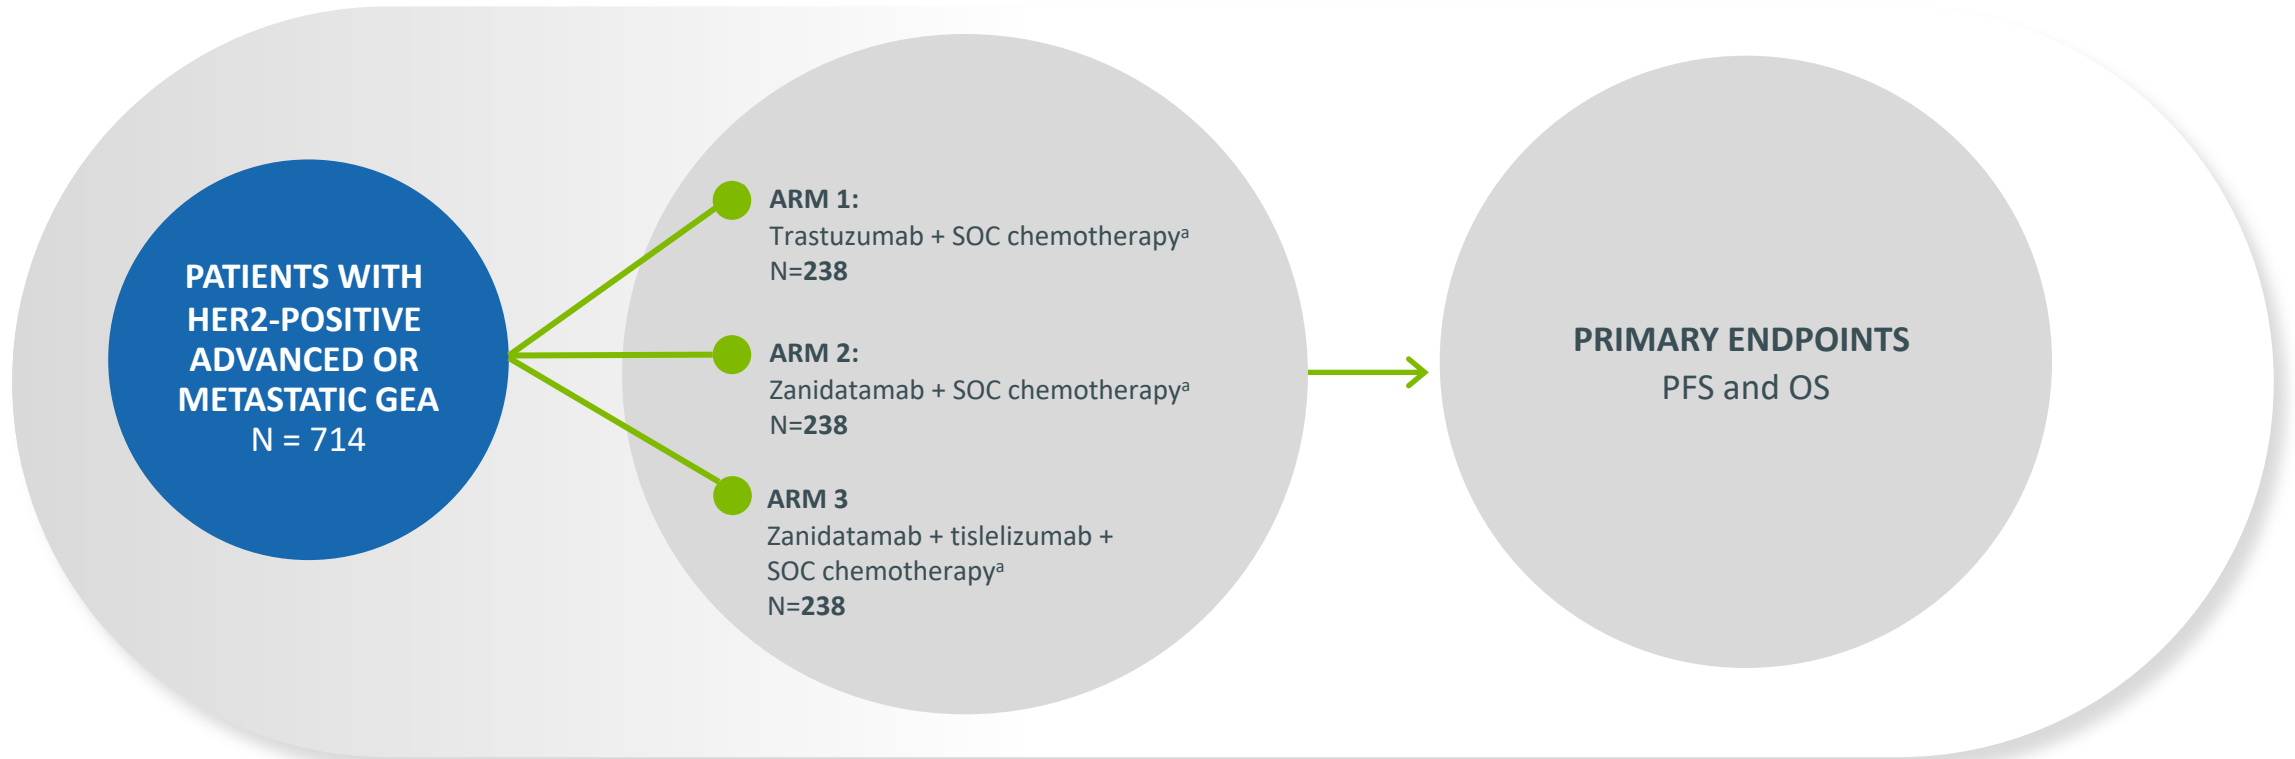 PATIENTS WITH
HER2-POSITIVE
ADVANCED OR
METASTATIC GEA
N = 714
ARM 1:
Trastuzumab + SOC chemotherapyᵃ
N=238
ARM 2:
Zanidatamab + SOC chemotherapyᵃ
N=238
ARM 3
Zanidatamab + tislelizumab +
SOC chemotherapyᵃ
N=238
PRIMARY ENDPOINTS
PFS and OS